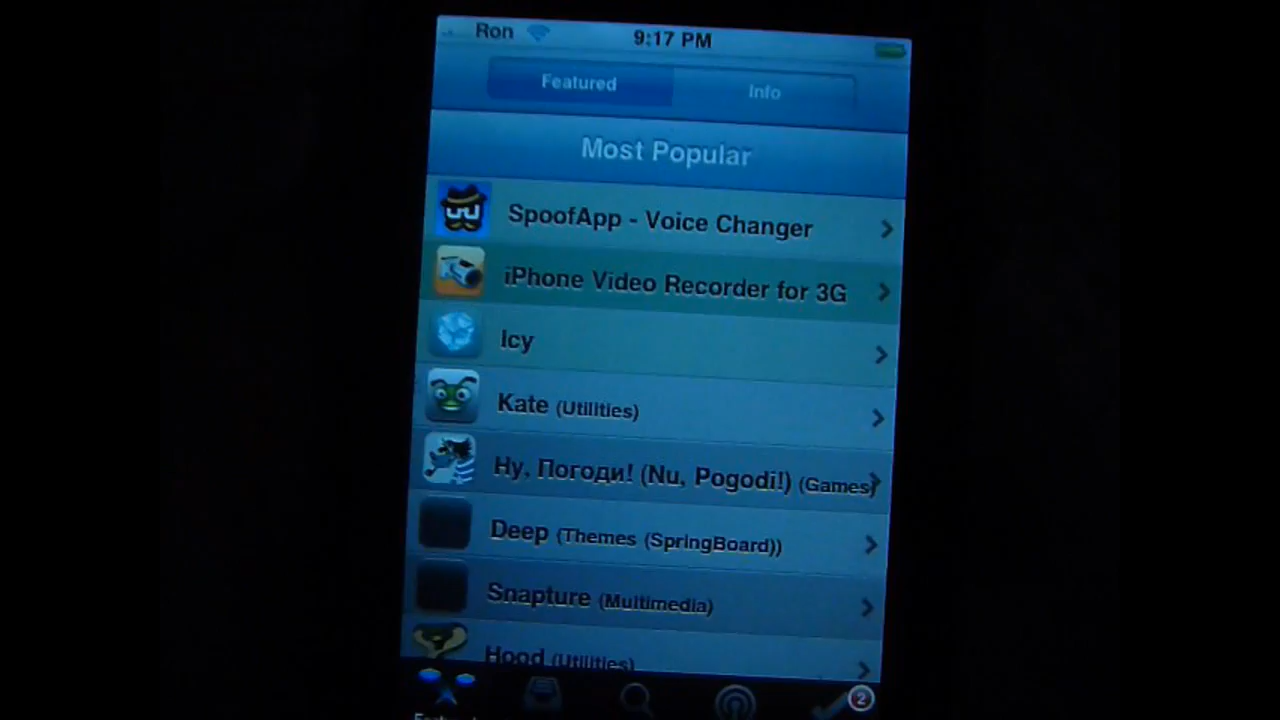 Ron
9:17 PM
Featured
Info
Most Popular
SpoofApp - Voice Changer
iPhone Video Recorder for 3G
Icy
Kate (Utilities)
Ну, Погоди! (Nu, Pogodi!) (Games)
Deep (Themes (SpringBoard))
Snapture (Multimedia)
Hood (Utilities)
2